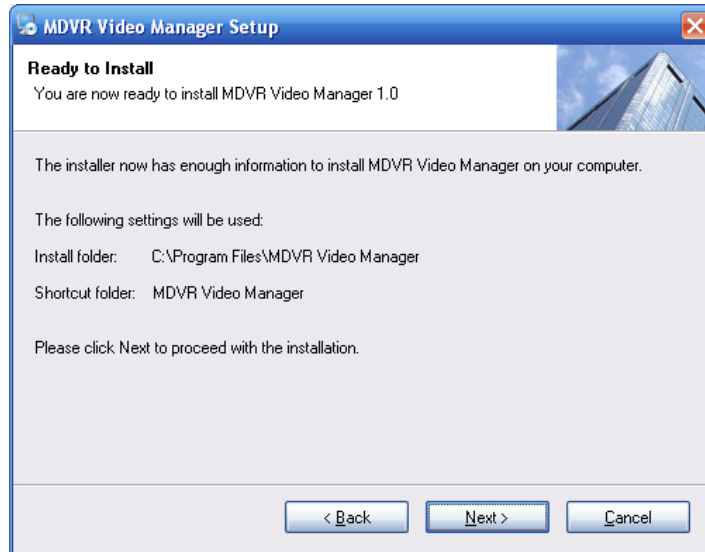 MDVR Video Manager Setup
Ready to Install
You are now ready to install MDVR Video Manager 1.0
The installer now has enough information to install MDVR Video Manager on your computer.
The following settings will be used:
Install folder: C:\Program Files\MDVR Video Manager
Shortcut folder: MDVR Video Manager
Please click Next to proceed with the installation.
< Back Next > Cancel